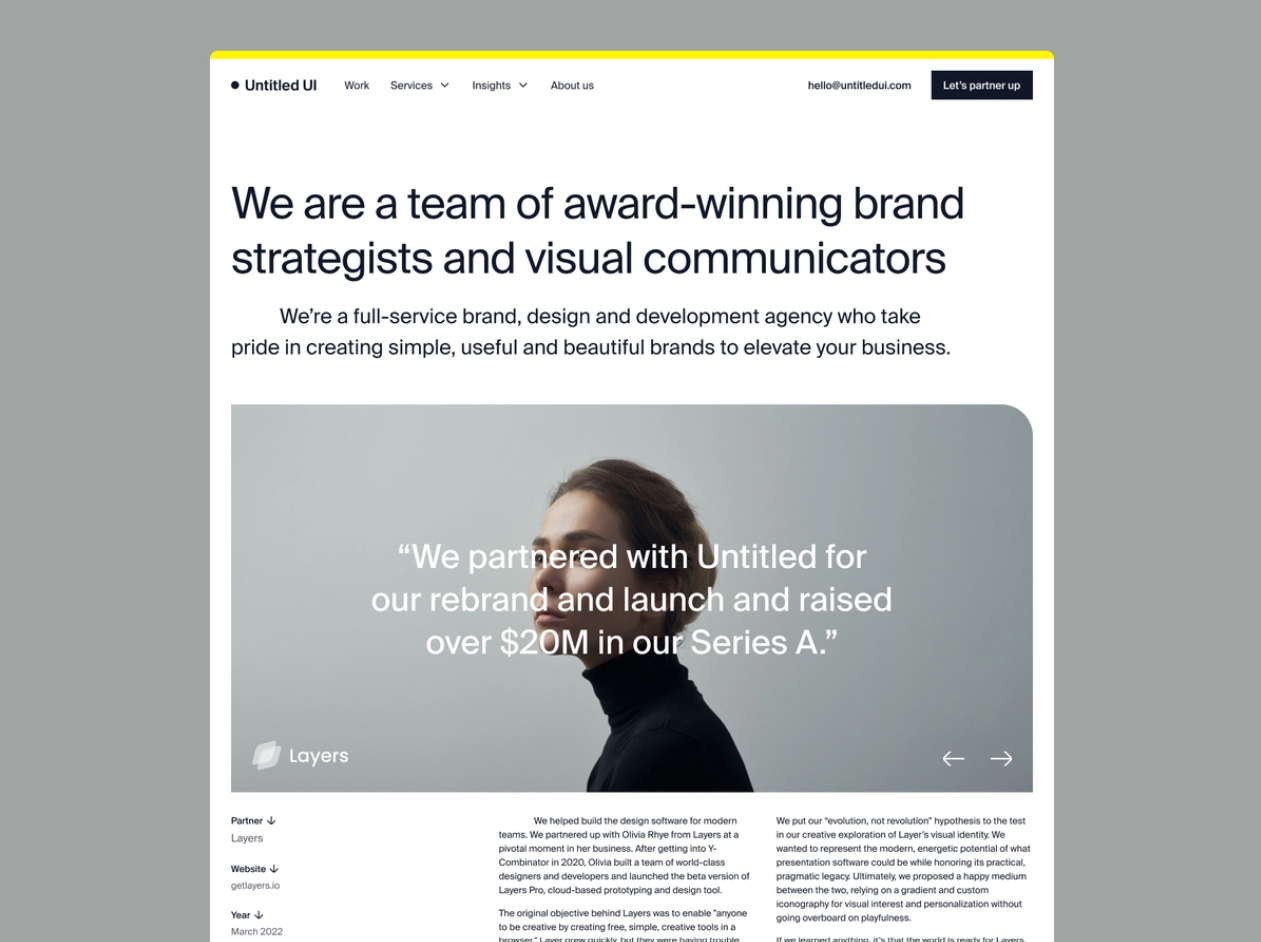 Untitled UI
Work
Services
Insights
About us
hello@untitledui.com
Let's partner up
We are a team of award-winning brand
strategists and visual communicators
We’re a full-service brand, design and development agency who take
pride in creating simple, useful and beautiful brands to elevate your business.
“We partnered with Untitled for
our rebrand and launch and raised
over $20M in our Series A.”
Layers
Partner ↓
Layers
Website ↓
getlayers.io
Year ↓
March 2022
We helped build the design software for modern
teams. We partnered up with Olivia Rhye from Layers at a
pivotal moment in her business. After getting into Y-
Combinator in 2020, Olivia built a team of world-class
designers and developers and launched the beta version of
Layers Pro, cloud-based prototyping and design tool.
The original objective behind Layers was to enable "anyone
to be creative by creating free, simple, creative tools in a
browser." Layer grew quickly, but they were having trouble
We put our “evolution, not revolution” hypothesis to the test
in our creative exploration of Layer’s visual identity. We
wanted to represent the modern, energetic potential of what
presentation software could be while honoring its practical,
pragmatic legacy. Ultimately, we proposed a happy medium
between the two, relying on a gradient and custom
iconography for visual interest and personalization without
going overboard on playfulness.
If we learned anything, it's that the world is ready for Layers.